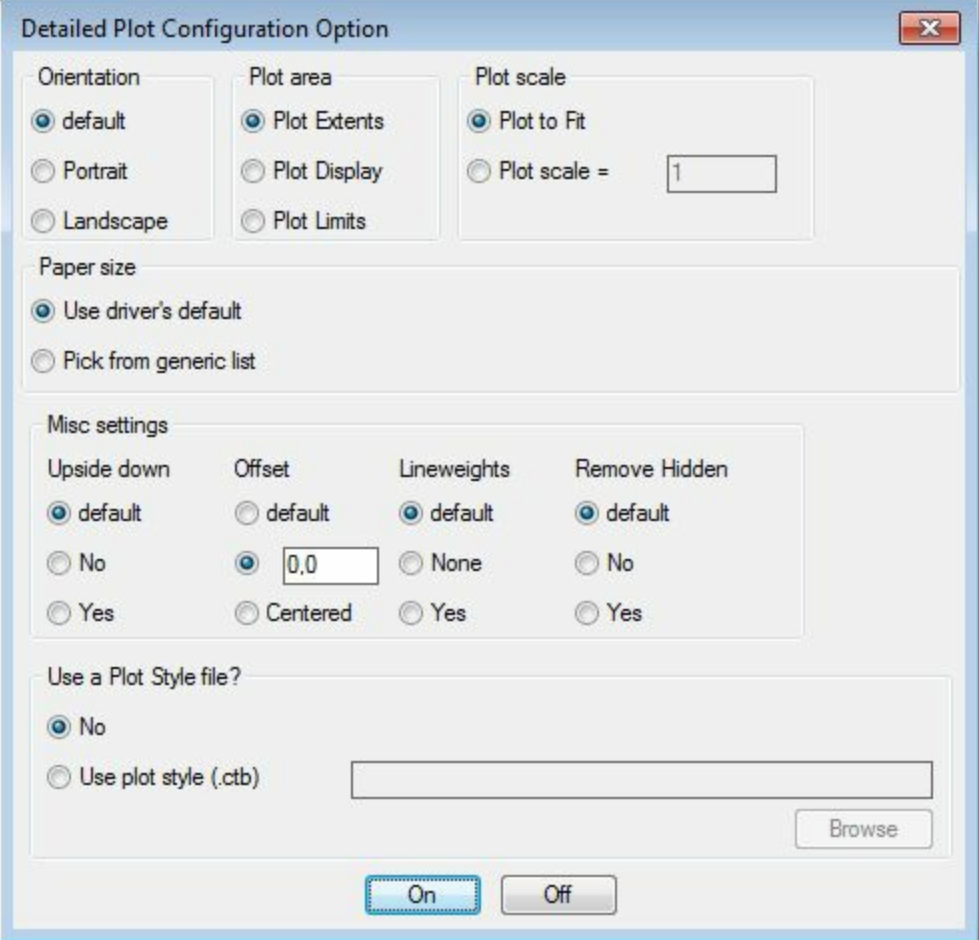 Detailed Plot Configuration Option
Orientation
default
Portrait
Landscape
Plot area
Plot Extents
Plot Display
Plot Limits
Plot scale
Plot to Fit
Plot scale =
1
Paper size
Use driver's default
Pick from generic list
Misc settings
Upside down
default
No
Yes
Offset
default
0,0
Centered
Lineweights
default
None
Yes
Remove Hidden
default
No
Yes
Use a Plot Style file?
No
Use plot style (.ctb)
Browse
On
Off